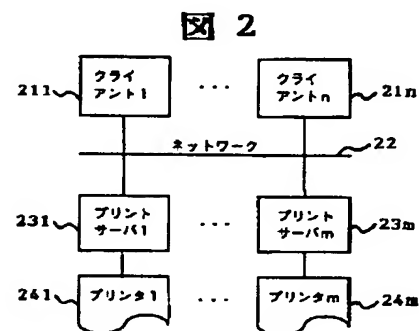 図 2
クライ
アント1
...
クライ
アントn
211
21n
ネットワーク
22
プリント
サーバ1
...
プリント
サーバm
231
23m
プリンタ1
...
プリンタm
241
24m